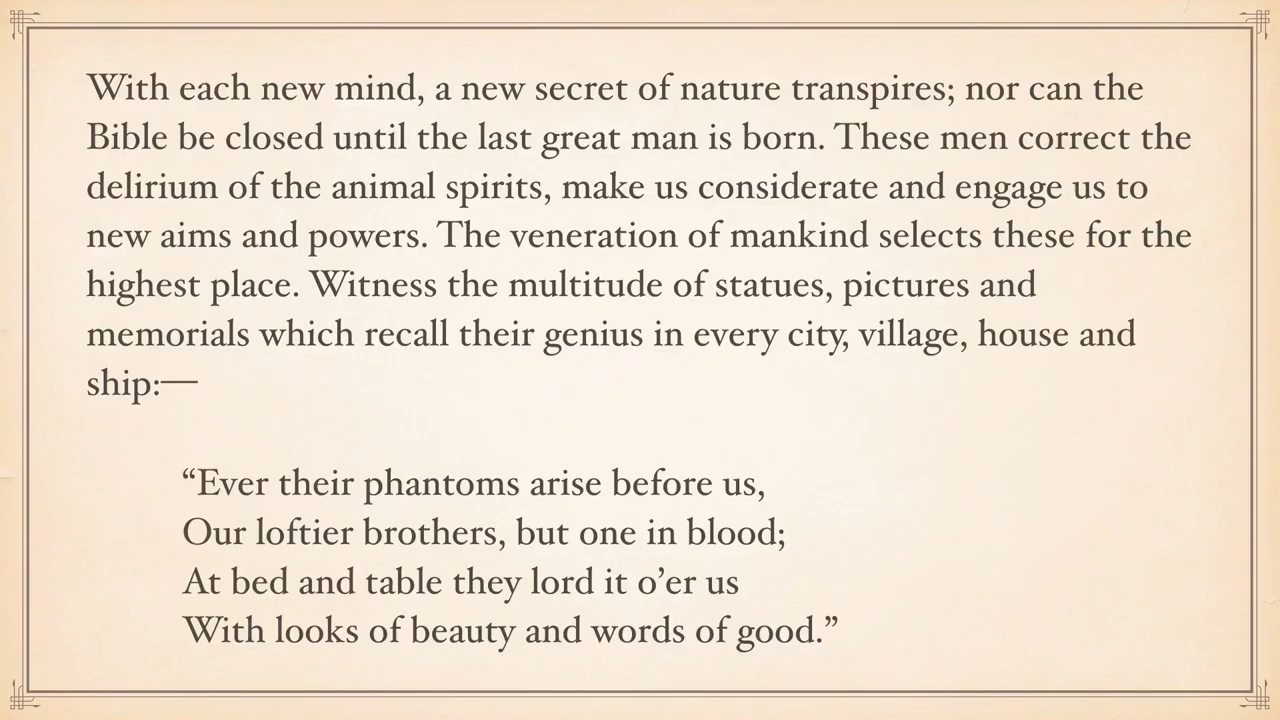 With each new mind, a new secret of nature transpires; nor can the
Bible be closed until the last great man is born. These men correct the
delirium of the animal spirits, make us considerate and engage us to
new aims and powers. The veneration of mankind selects these for the
highest place. Witness the multitude of statues, pictures and
memorials which recall their genius in every city, village, house and
ship:—
“Ever their phantoms arise before us,
Our loftier brothers, but one in blood;
At bed and table they lord it o’er us
With looks of beauty and words of good.”